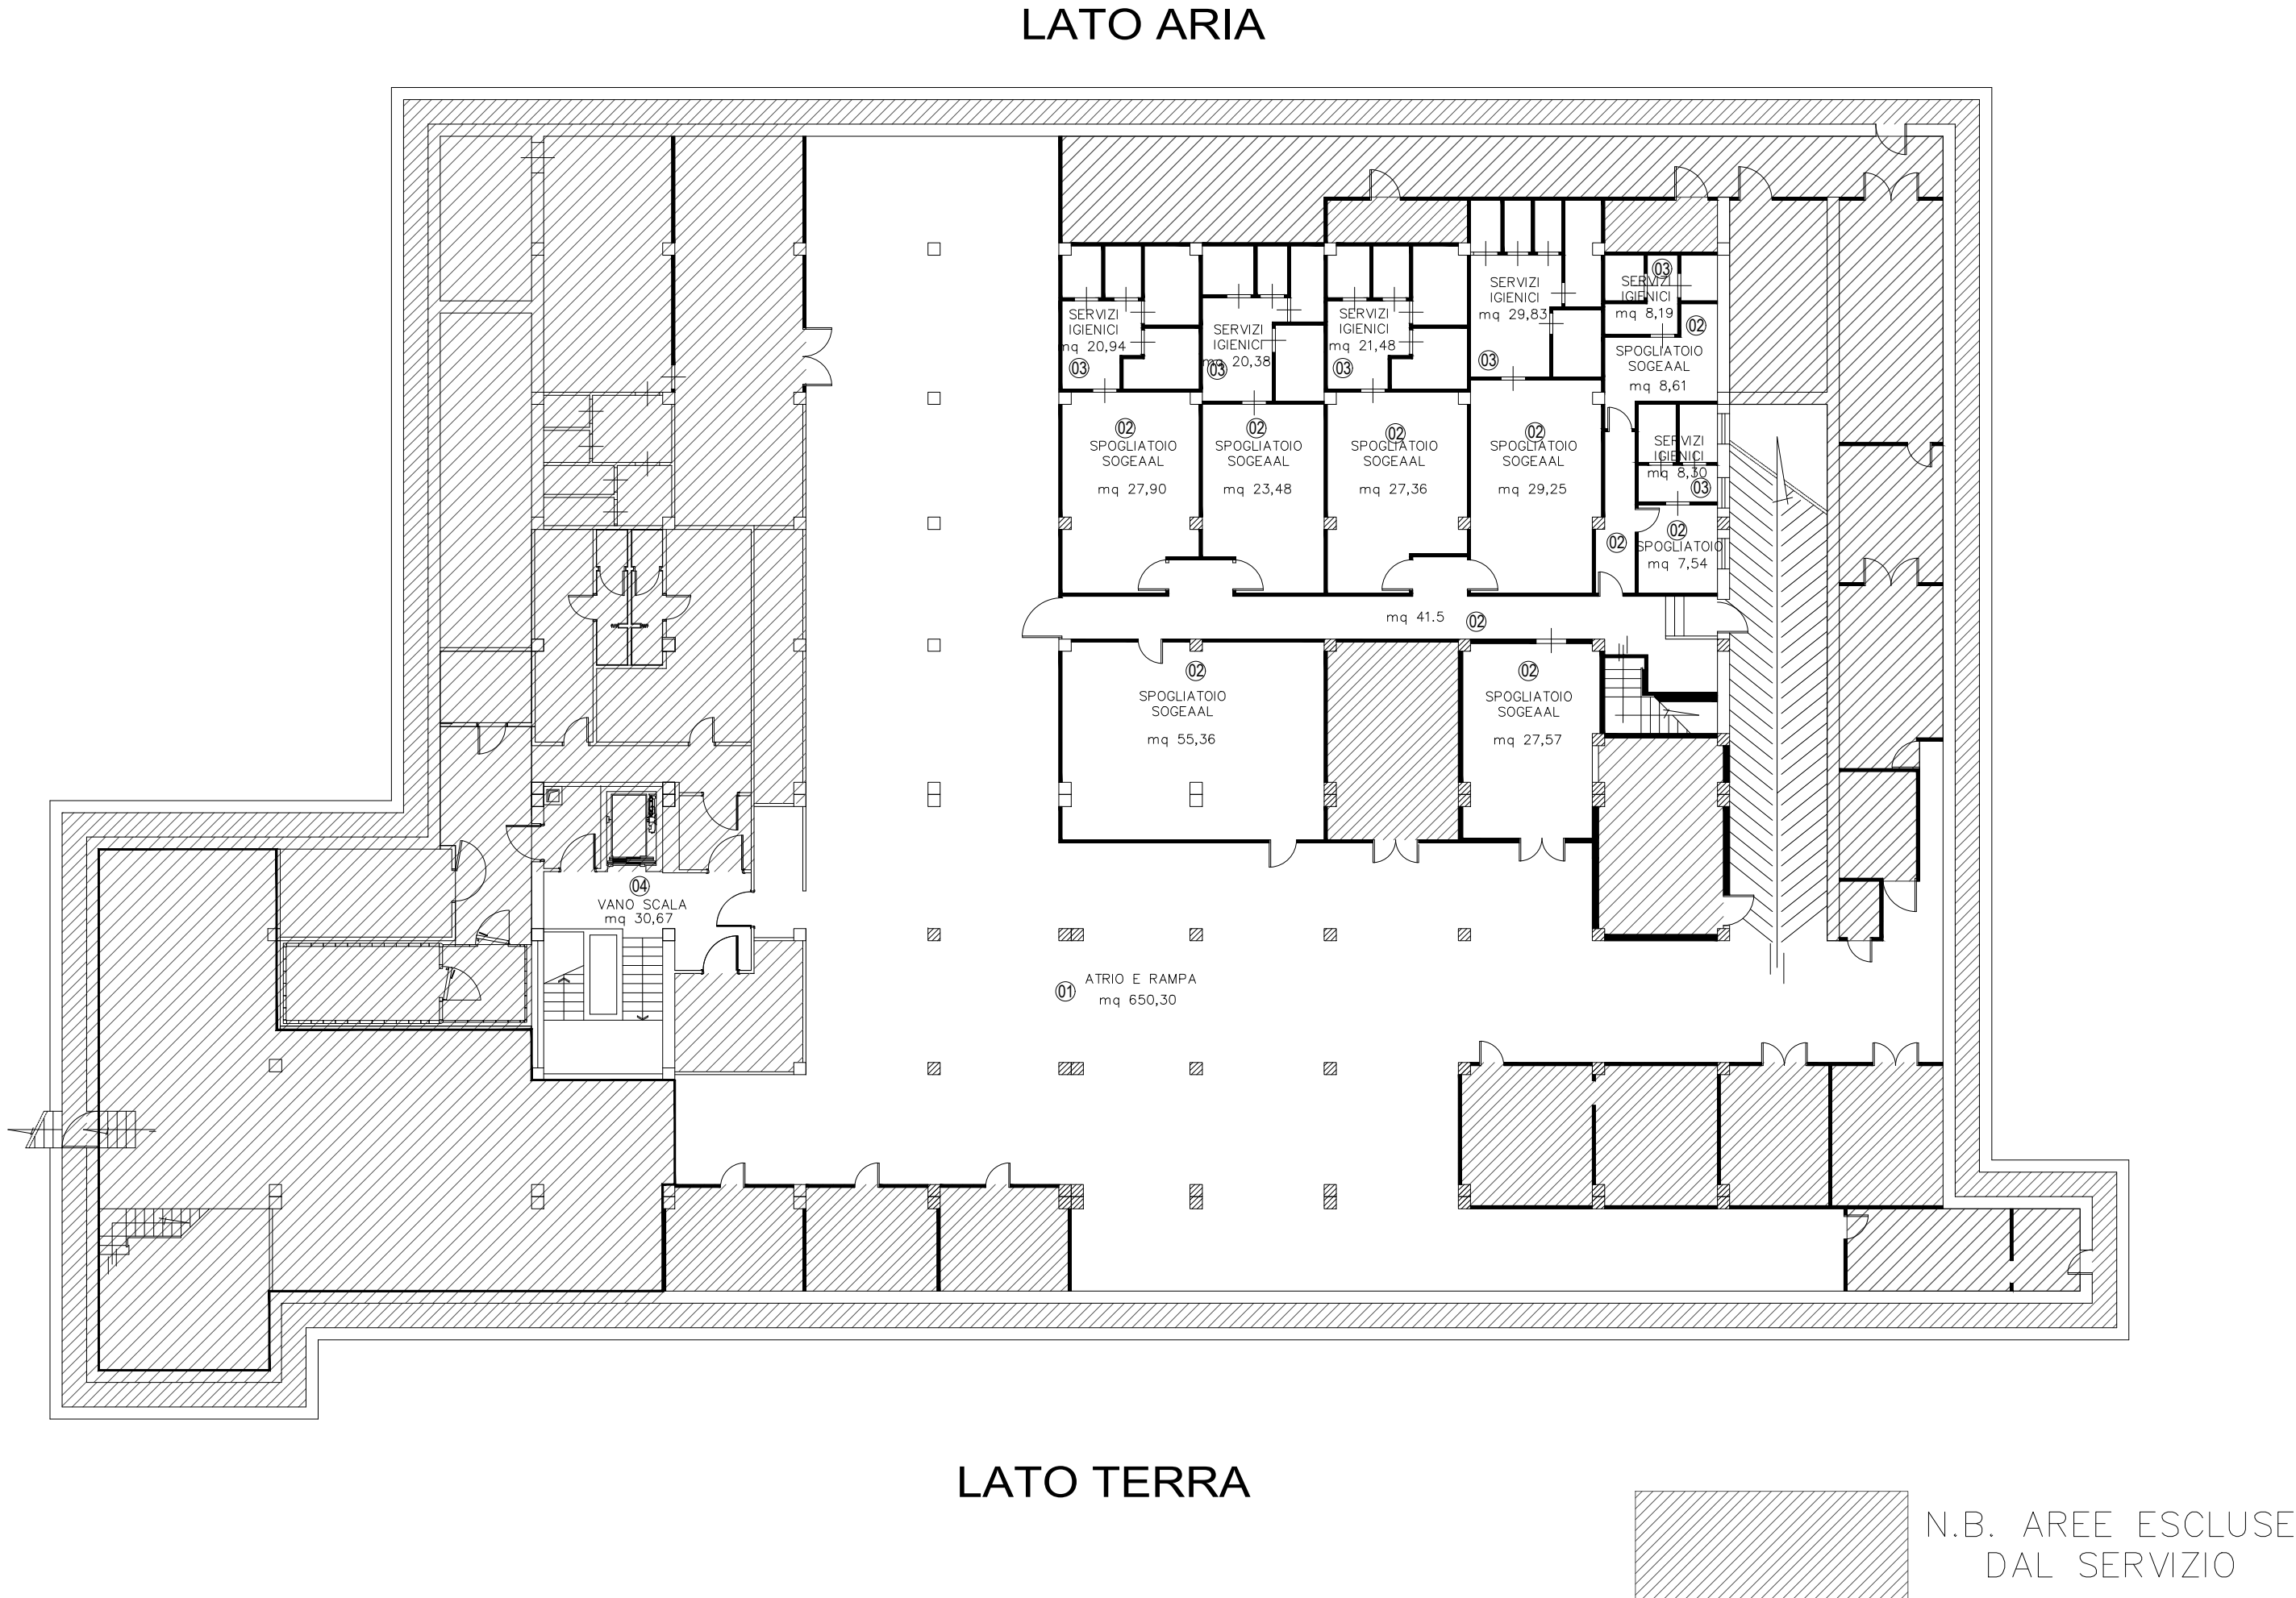 LATO ARIA
SERVIZI
IGIENICI
mq 20,94
03
SERVIZI
IGIENICI
mq 20,38
03
SERVIZI
IGIENICI
mq 21,48
03
SERVIZI
IGIENICI
mq 29,83
03
03
SERVIZI
IGIENICI
mq 8,19
02
SPOGLIATOIO
SOGEAAL
mq 8,61
02
SPOGLIATOIO
SOGEAAL
mq 27,90
02
SPOGLIATOIO
SOGEAAL
mq 23,48
02
SPOGLIATOIO
SOGEAAL
mq 27,36
02
SPOGLIATOIO
SOGEAAL
mq 29,25
SERVIZI
IGIENICI
mq 8,30
03
02
02
SPOGLIATOIO
mq 7,54
mq 41.5
02
02
SPOGLIATOIO
SOGEAAL
mq 55,36
02
SPOGLIATOIO
SOGEAAL
mq 27,57
04
VANO SCALA
mq 30,67
01
ATRIO E RAMPA
mq 650,30
LATO TERRA
N.B. AREE ESCLUSE
DAL SERVIZIO